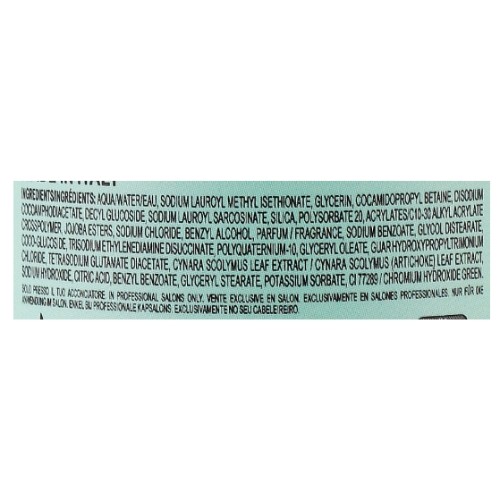 INGREDIENTS/INGRÉDIENTS: AQUA/WATER/EAU, SODIUM LAUROYL METHYL ISETHIONATE, GLYCERIN, COCAMIDOPROPYL BETAINE, DISODIUM
COCOAMPHODIACETATE, DECYL GLUCOSIDE, SODIUM LAUROYL SARCOSINATE, SILICA, POLYSORBATE 20, ACRYLATES/C10-30 ALKYL ACRYLATE
CROSSPOLYMER, JOJOBA ESTERS, SODIUM CHLORIDE, BENZYL ALCOHOL, PARFUM / FRAGRANCE, SODIUM BENZOATE, GLYCOL DISTEARATE,
COCO-GLUCOSIDE, TRISODIUM ETHYLENEDIAMINE DISUCCINATE, POLYQUATERNIUM-10, GLYCERYL OLEATE, GUAR HYDROXYPROPYLTRIMONIUM
CHLORIDE, TETRASODIUM GLUTAMATE DIACETATE, CYNARA SCOLYMUS LEAF EXTRACT / CYNARA SCOLYMUS (ARTICHOKE) LEAF EXTRACT,
SODIUM HYDROXIDE, CITRIC ACID, BENZYL BENZOATE, GLYCERYL STEARATE, POTASSIUM SORBATE, CI 77289 / CHROMIUM HYDROXIDE GREEN.
SOLO PRESSO IL TUO ACCONCIATORE. IN PROFESSIONAL SALONS ONLY. VENTE EXCLUSIVE EN SALON. EXCLUSIVAMENTE EN SALONES PROFESIONALES. NUR FÜR DIE
ANWENDUNG IM SALON. ENKEL BIJ PROFESSIONALE KAPSALONS. EXCLUSIVAMENTE NO SEU CABELEIREIRO.